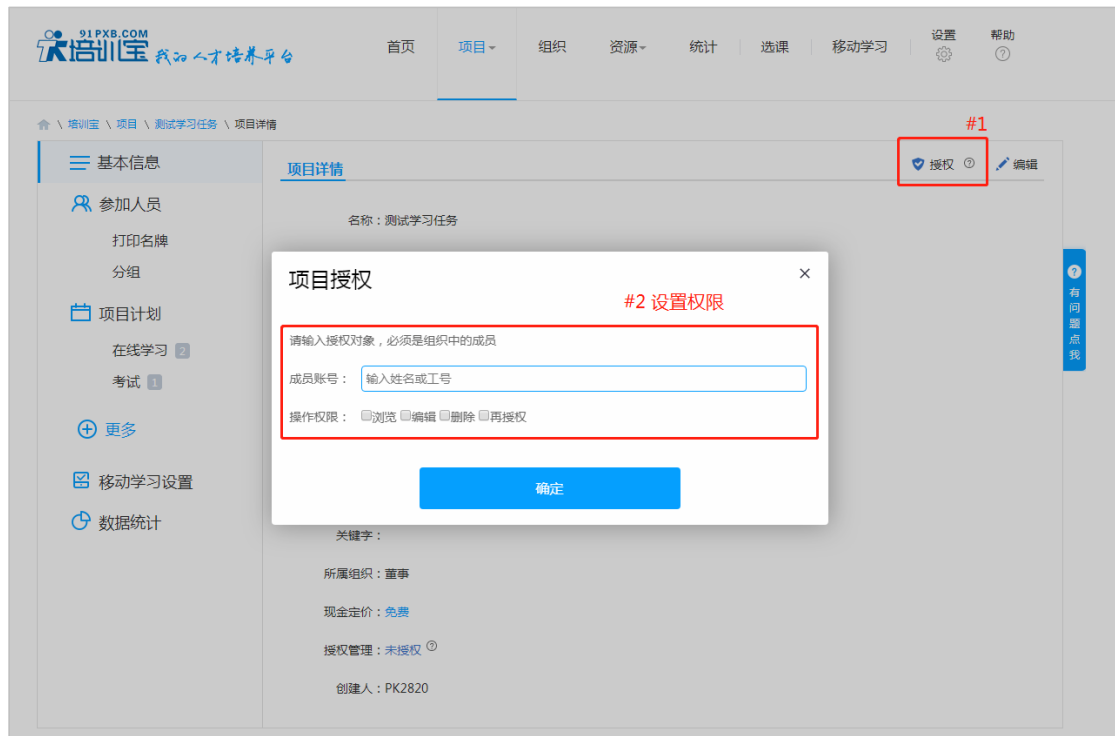 91PXB.COM
培训宝 我的人才培养平台
首页 项目 组织 资源 统计 选课 移动学习 设置 帮助
\ 培训宝 \ 项目 \ 测试学习任务 \ 项目详情
#1
基本信息
项目详情
授权 ? 编辑
参加人员
打印名牌
分组
项目计划
在线学习 2
考试 1
更多
移动学习设置
数据统计
名称：测试学习任务
项目授权 ×
#2 设置权限
请输入授权对象，必须是组织中的成员
成员账号： 输入姓名或工号
操作权限： 浏览 编辑 删除 再授权
确定
关键字：
所属组织：董事
现金定价：免费
授权管理：未授权 ?
创建人：PK2820
? 有问题点我